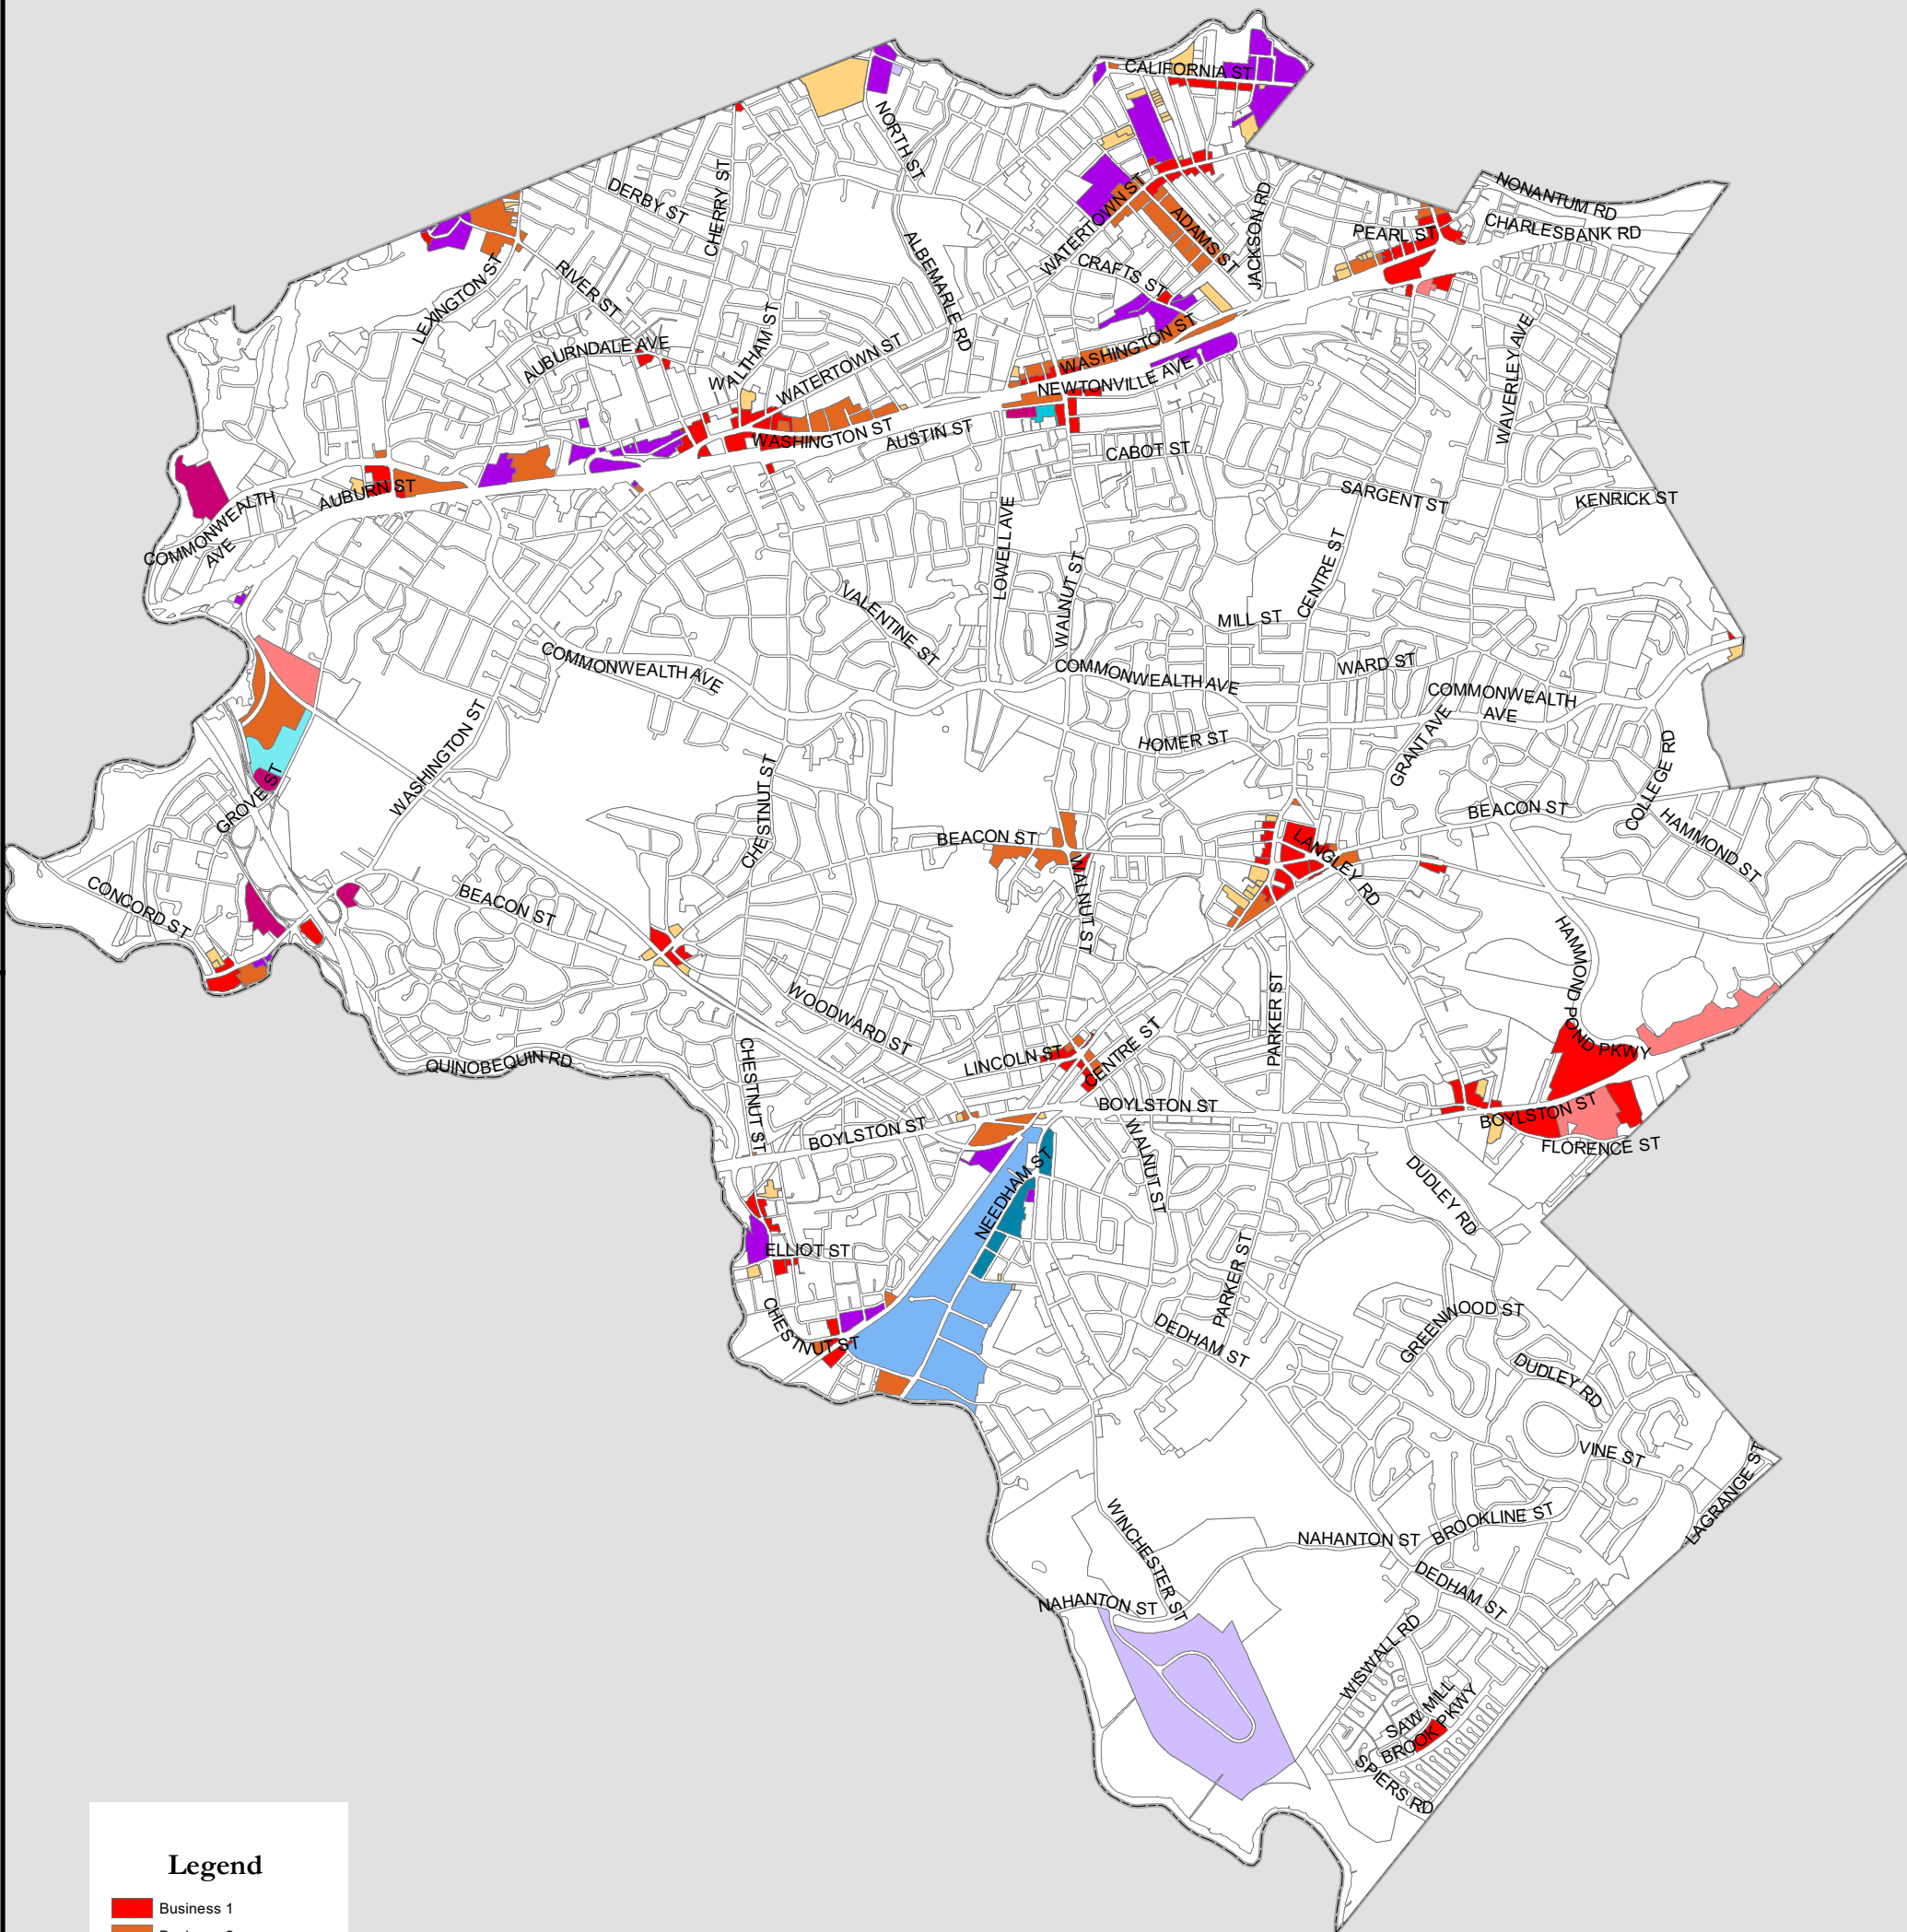 CALIFORNIA ST
NORTH ST
NONANTUM RD
DERBY ST
CHERRY ST
WATERTOWN ST
ADAMS ST
JACKSON RD
PEARL ST
CHARLESBANK RD
LEXINGTON ST
RIVER ST
ALBEMARLE RD
CRAFTS ST
AUBURNDALE AVE
WALTHAM ST
WATERTOWN ST
WASHINGTON ST
NEWTONVILLE AVE
WAVERLEY AVE
WASHINGTON ST
AUSTIN ST
CABOT ST
AUBURN ST
SARGENT ST
KENRICK ST
COMMONWEALTH
AVE
LOWELL AVE
WALNUT ST
CENTRE ST
VALENTINE ST
MILL ST
COMMONWEALTH AVE
COMMONWEALTH AVE
WARD ST
COMMONWEALTH
AVE
WASHINGTON ST
HOMER ST
GRANT AVE
COLLEGE RD
GROVE ST
CHESTNUT ST
BEACON ST
LANGLEY RD
BEACON ST
HAMMOND ST
CONCORD ST
BEACON ST
WALNUT ST
HAMMOND POND PKWY
WOODWARD ST
PARKER ST
QUINOBEQUIN RD
CHESTNUT ST
LINCOLN ST
CENTRE ST
BOYLSTON ST
BOYLSTON ST
BOYLSTON ST
FLORENCE ST
NEEDHAM ST
WALNUT ST
DUDLEY RD
ELLIOT ST
PARKER ST
CHESTNUT ST
DEDHAM ST
GREENWOOD ST
DUDLEY RD
VINE ST
LAGRANGE ST
WINCHESTER ST
NAHANTON ST
BROOKLINE ST
NAHANTON ST
DEDHAM ST
WISWALL RD
SAW MILL
BROOK PKWY
SPIERS RD
Legend
Business 1